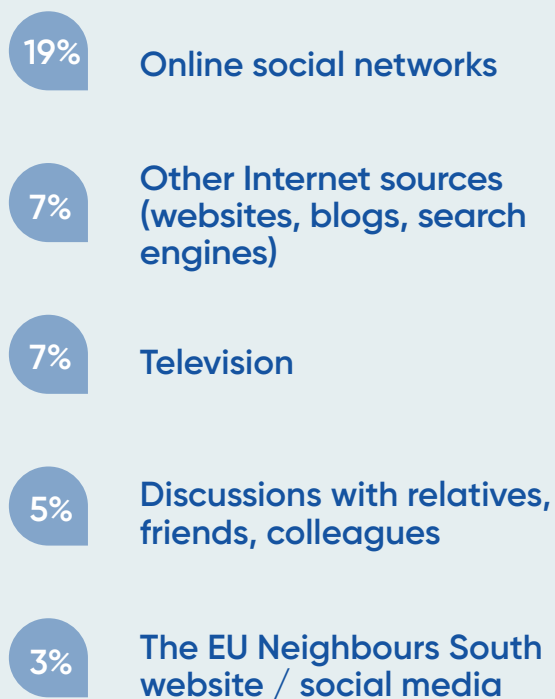 19%
Online social networks
7%
Other Internet sources
(websites, blogs, search
engines)
7%
Television
5%
Discussions with relatives,
friends, colleagues
3%
The EU Neighbours South
website / social media